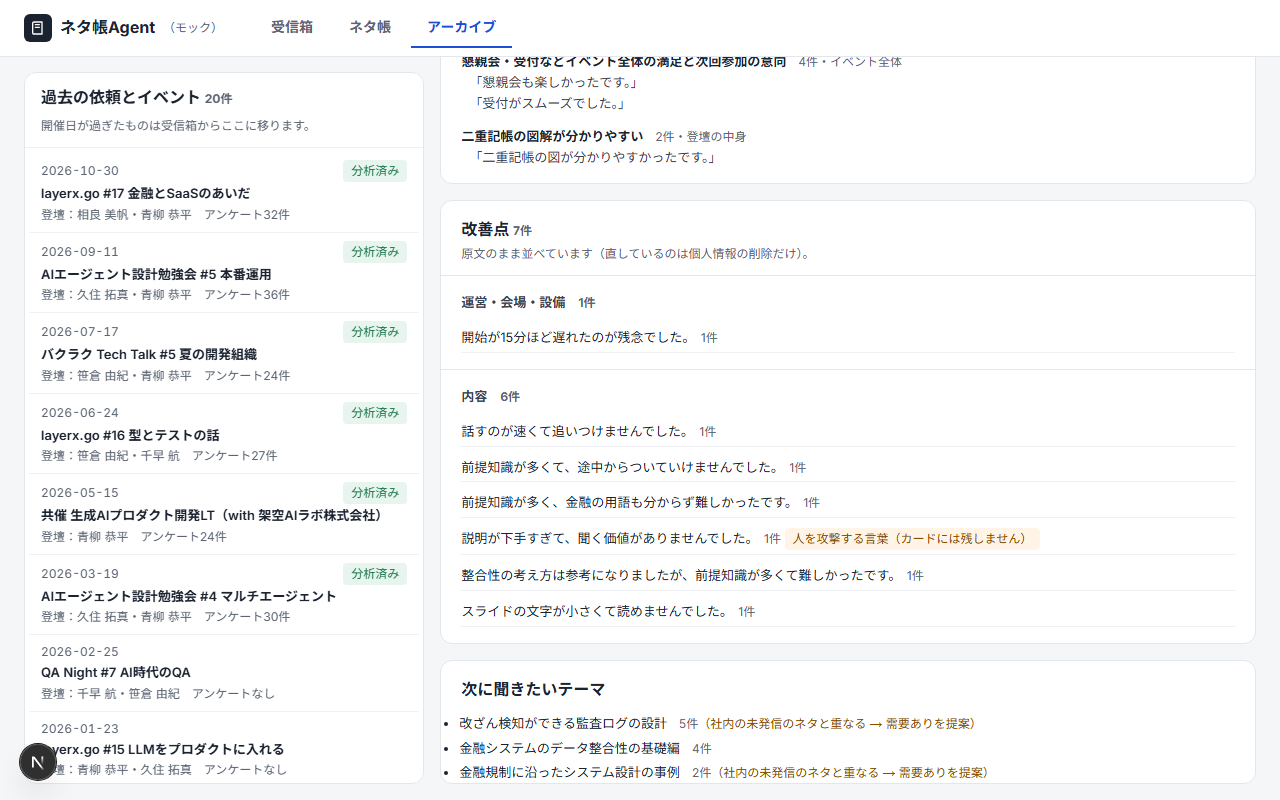 ネタ帳Agent （モック） 受信箱 ネタ帳 アーカイブ
過去の依頼とイベント 20件
開催日が過ぎたものは受信箱からここに移ります。
2026-10-30 分析済み
layerx.go #17 金融とSaaSのあいだ
登壇：相良 美帆・青柳 恭平 アンケート32件
2026-09-11 分析済み
AIエージェント設計勉強会 #5 本番運用
登壇：久住 拓真・青柳 恭平 アンケート36件
2026-07-17 分析済み
バクラク Tech Talk #5 夏の開発組織
登壇：笹倉 由紀・青柳 恭平 アンケート24件
2026-06-24 分析済み
layerx.go #16 型とテストの話
登壇：笹倉 由紀・千早 航 アンケート27件
2026-05-15 分析済み
共催 生成AIプロダクト開発LT（with 架空AIラボ株式会社）
登壇：青柳 恭平 アンケート24件
2026-03-19 分析済み
AIエージェント設計勉強会 #4 マルチエージェント
登壇：久住 拓真・青柳 恭平 アンケート30件
2026-02-25
QA Night #7 AI時代のQA
登壇：千早 航・笹倉 由紀 アンケートなし
2026-01-23
yerx.go #15 LLMをプロダクトに入れる
壇：青柳 恭平・久住 拓真 アンケートなし
N
懇親会・受付などイベント全体の満足と次回参加の意向 4件・イベント全体
「懇親会も楽しかったです。」
「受付がスムーズでした。」
二重記帳の図解が分かりやすい 2件・登壇の中身
「二重記帳の図が分かりやすかったです。」
改善点 7件
原文のまま並べています（直しているのは個人情報の削除だけ）。
運営・会場・設備 1件
開始が15分ほど遅れたのが残念でした。 1件
内容 6件
話すのが速くて追いつけませんでした。 1件
前提知識が多くて、途中からついていけませんでした。 1件
前提知識が多く、金融の用語も分からず難しかったです。 1件
説明が下手すぎて、聞く価値がありませんでした。 1件 人を攻撃する言葉（カードには残しません）
整合性の考え方は参考になりましたが、前提知識が多くて難しかったです。 1件
スライドの文字が小さくて読めませんでした。 1件
次に聞きたいテーマ
• 改ざん検知ができる監査ログの設計 5件（社内の未発信のネタと重なる → 需要ありを提案）
• 金融システムのデータ整合性の基礎編 4件
• 金融規制に沿ったシステム設計の事例 2件（社内の未発信のネタと重なる → 需要ありを提案）